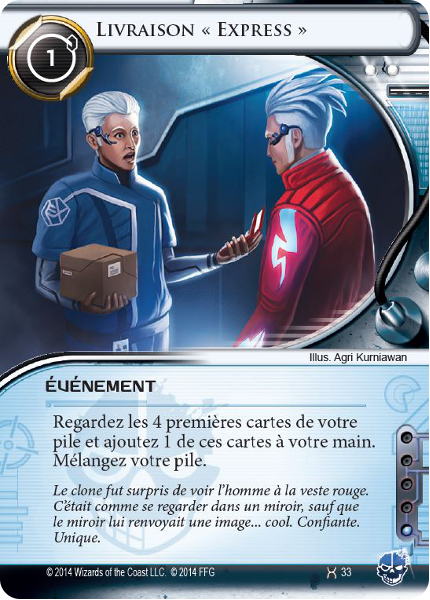 Livraison « Express »
1
Illus. Agri Kurniawan
ÉVÉNEMENT
Regardez les 4 premières cartes de votre
pile et ajoutez 1 de ces cartes à votre main.
Mélangez votre pile.
Le clone fut surpris de voir l'homme à la veste rouge.
C'était comme se regarder dans un miroir, sauf que
le miroir lui renvoyait une image... cool. Confiante.
Unique.
© 2014 Wizards of the Coast LLC. © 2014 FFG
33